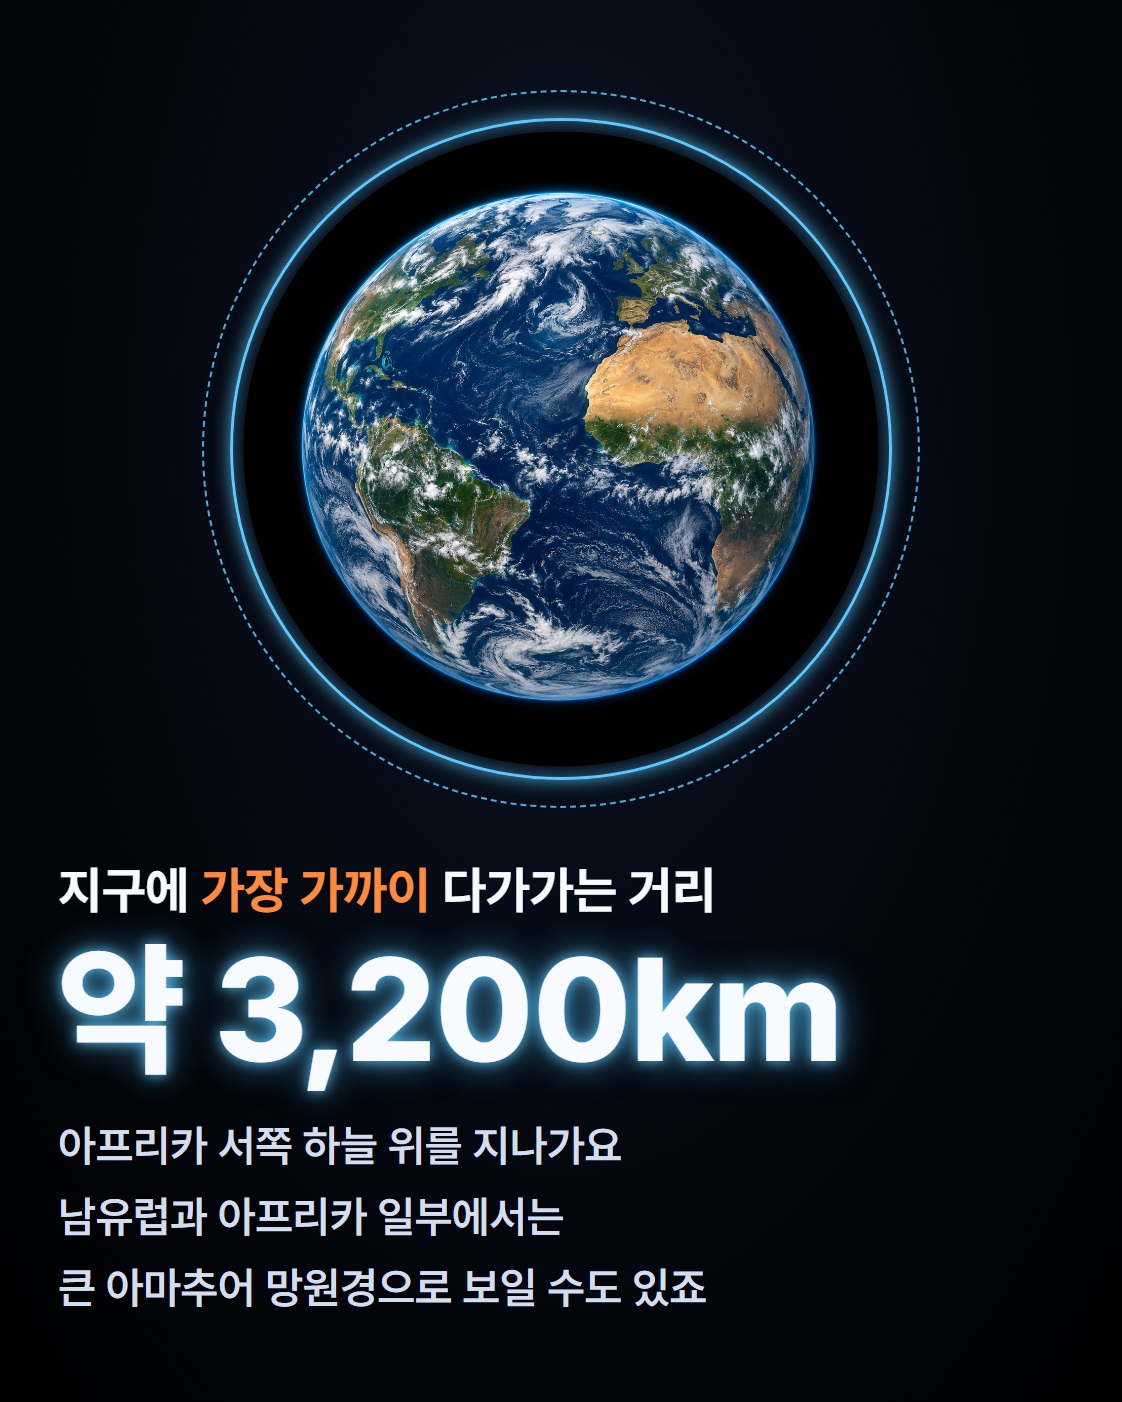 지구에 가장 가까이 다가가는 거리
약 3,200km
아프리카 서쪽 하늘 위를 지나가요
남유럽과 아프리카 일부에서는
큰 아마추어 망원경으로 보일 수도 있죠